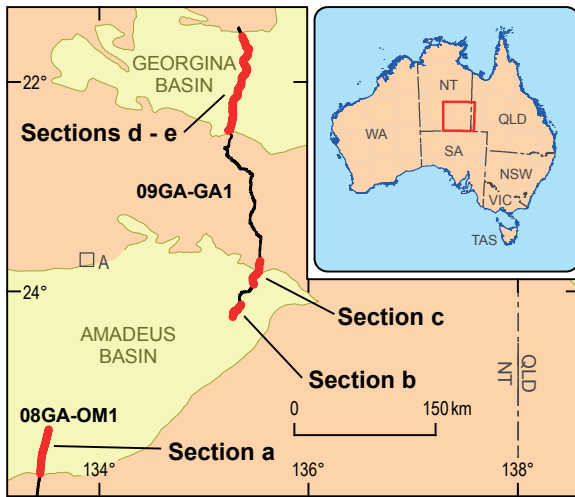 GEORGINA
BASIN
22°
Sections d - e
09GA-GA1
A
24°
Section c
AMADEUS
BASIN
Section b
08GA-OM1
0
150 km
Section a
134°
136°
138°
QLD
NT
NT
WA
QLD
SA
NSW
VIC
TAS